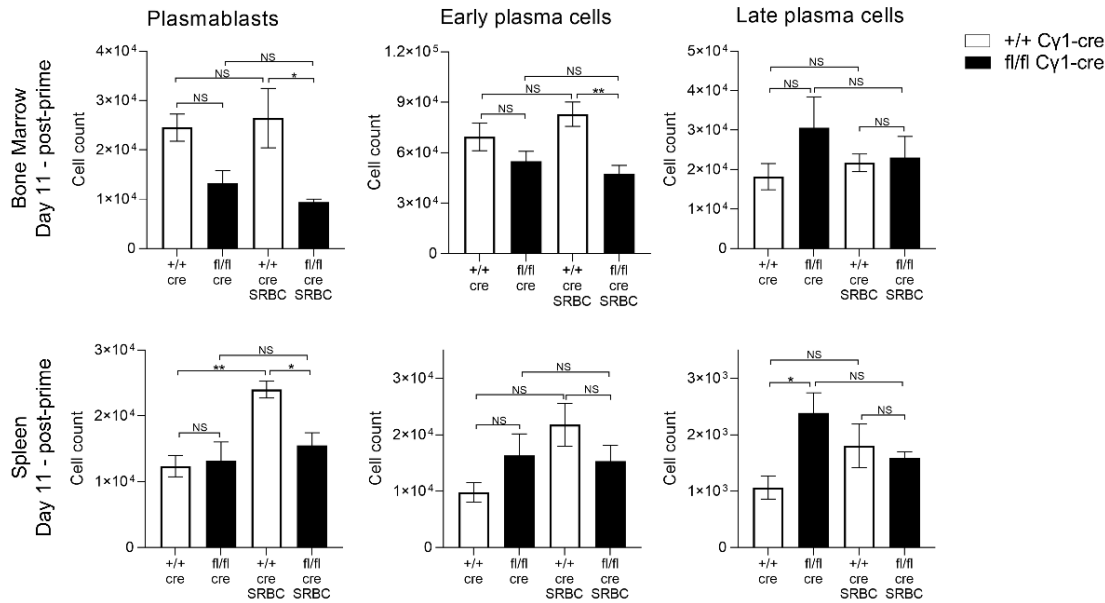 Plasmablasts
Early plasma cells
Late plasma cells
+/+ Cγ1-cre
fl/fl Cγ1-cre
Bone Marrow
Day 11 - post-prime
Cell count
4×10⁴
3×10⁴
2×10⁴
1×10⁴
0
NS
NS
*
NS
+/+ fl/fl +/+ fl/fl
cre cre cre cre
SRBC SRBC
Cell count
1.2×10⁵
9×10⁴
6×10⁴
3×10⁴
0
NS
NS
**
NS
+/+ fl/fl +/+ fl/fl
cre cre cre cre
SRBC SRBC
Cell count
5×10⁴
4×10⁴
3×10⁴
2×10⁴
1×10⁴
0
NS
NS
NS
NS
+/+ fl/fl +/+ fl/fl
cre cre cre cre
SRBC SRBC
Spleen
Day 11 - post-prime
Cell count
3×10⁴
2×10⁴
1×10⁴
0
NS
**
*
NS
+/+ fl/fl +/+ fl/fl
cre cre cre cre
SRBC SRBC
Cell count
3×10⁴
2×10⁴
1×10⁴
0
NS
NS
NS
NS
+/+ fl/fl +/+ fl/fl
cre cre cre cre
SRBC SRBC
Cell count
3×10³
2×10³
1×10³
0
NS
*
NS
NS
+/+ fl/fl +/+ fl/fl
cre cre cre cre
SRBC SRBC